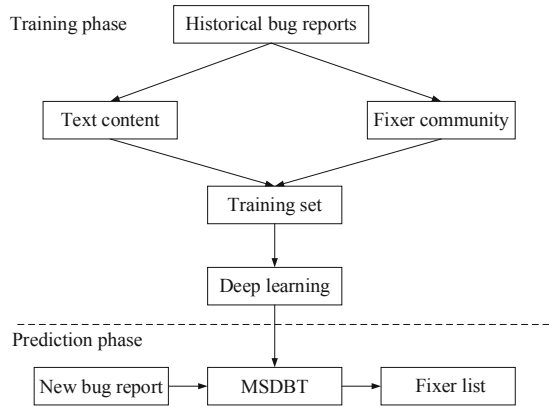 Training phase
Historical bug reports
Text content
Fixer community
Training set
Deep learning
Prediction phase
New bug report
MSDBT
Fixer list